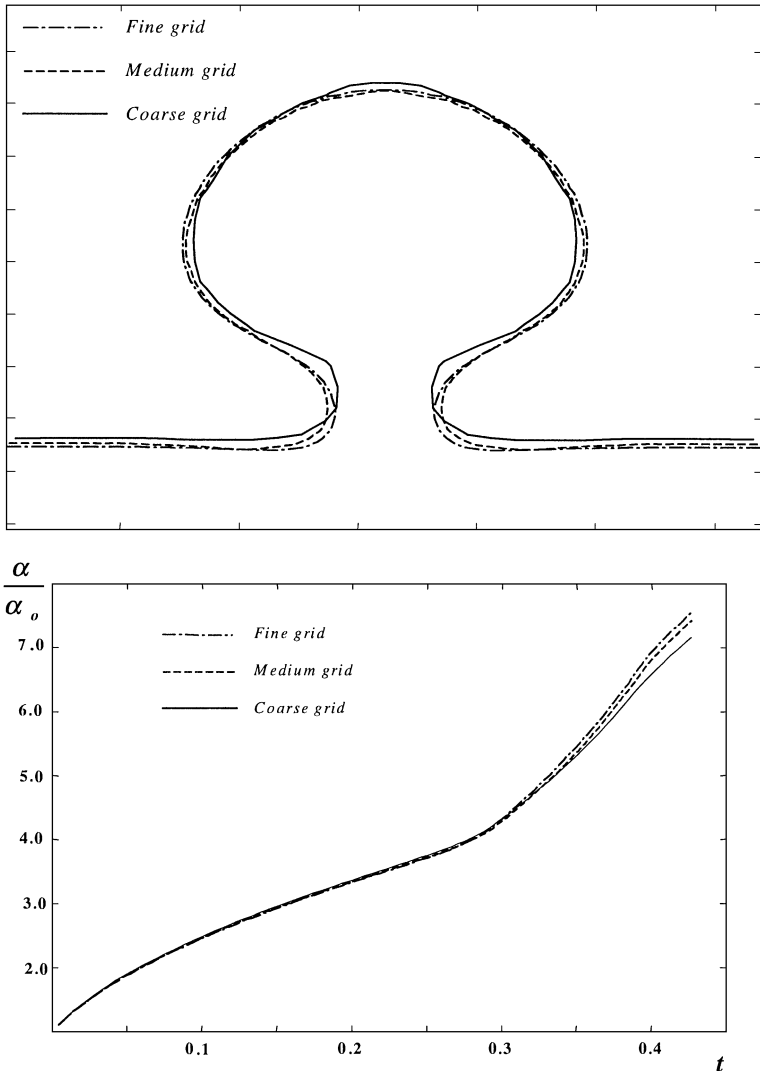 Fine grid
Medium grid
Coarse grid
α
α o
7.0
6.0
5.0
4.0
3.0
2.0
Fine grid
Medium grid
Coarse grid
0.1
0.2
0.3
0.4
t